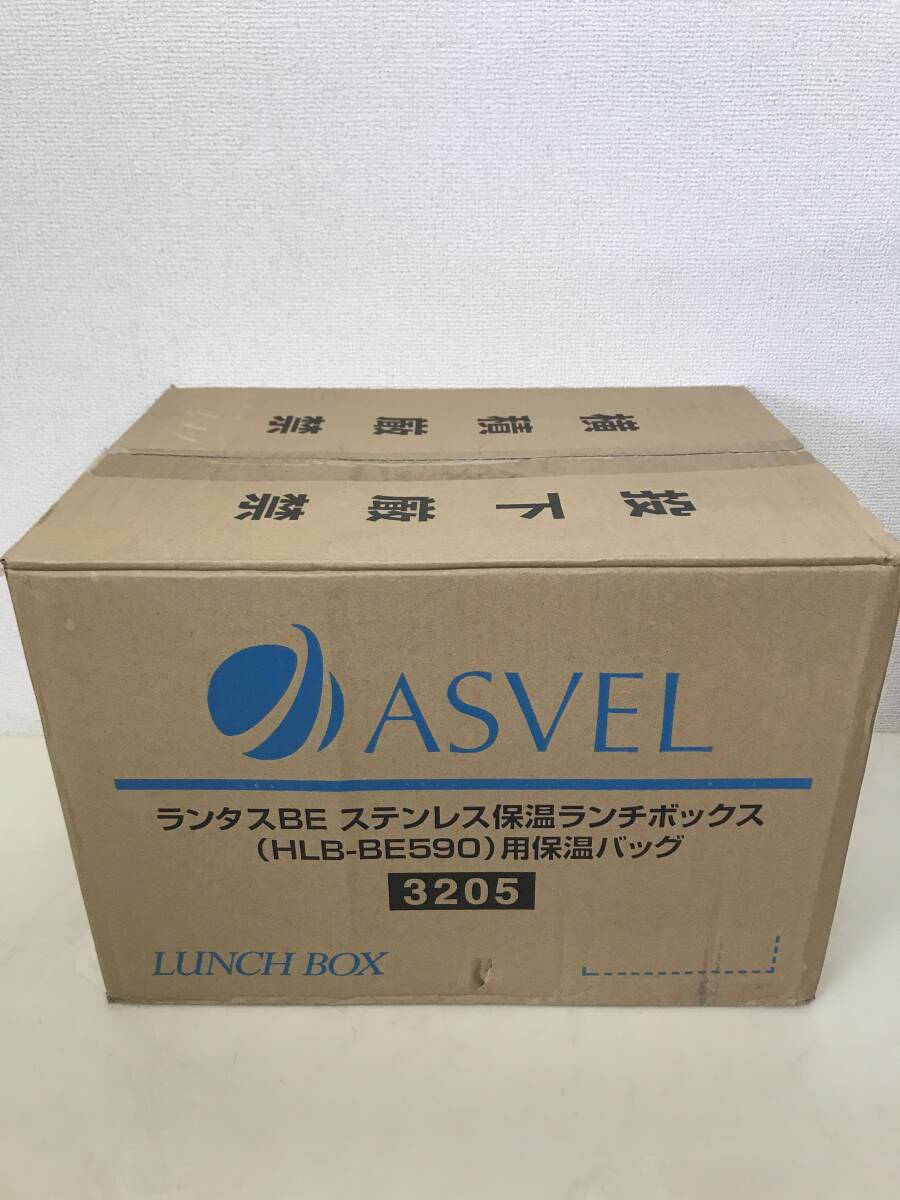 横積厳禁
投下厳禁
ASVEL
ランタスBE ステンレス保温ランチボックス
(HLB-BE590)用保温バッグ
3205
LUNCH BOX